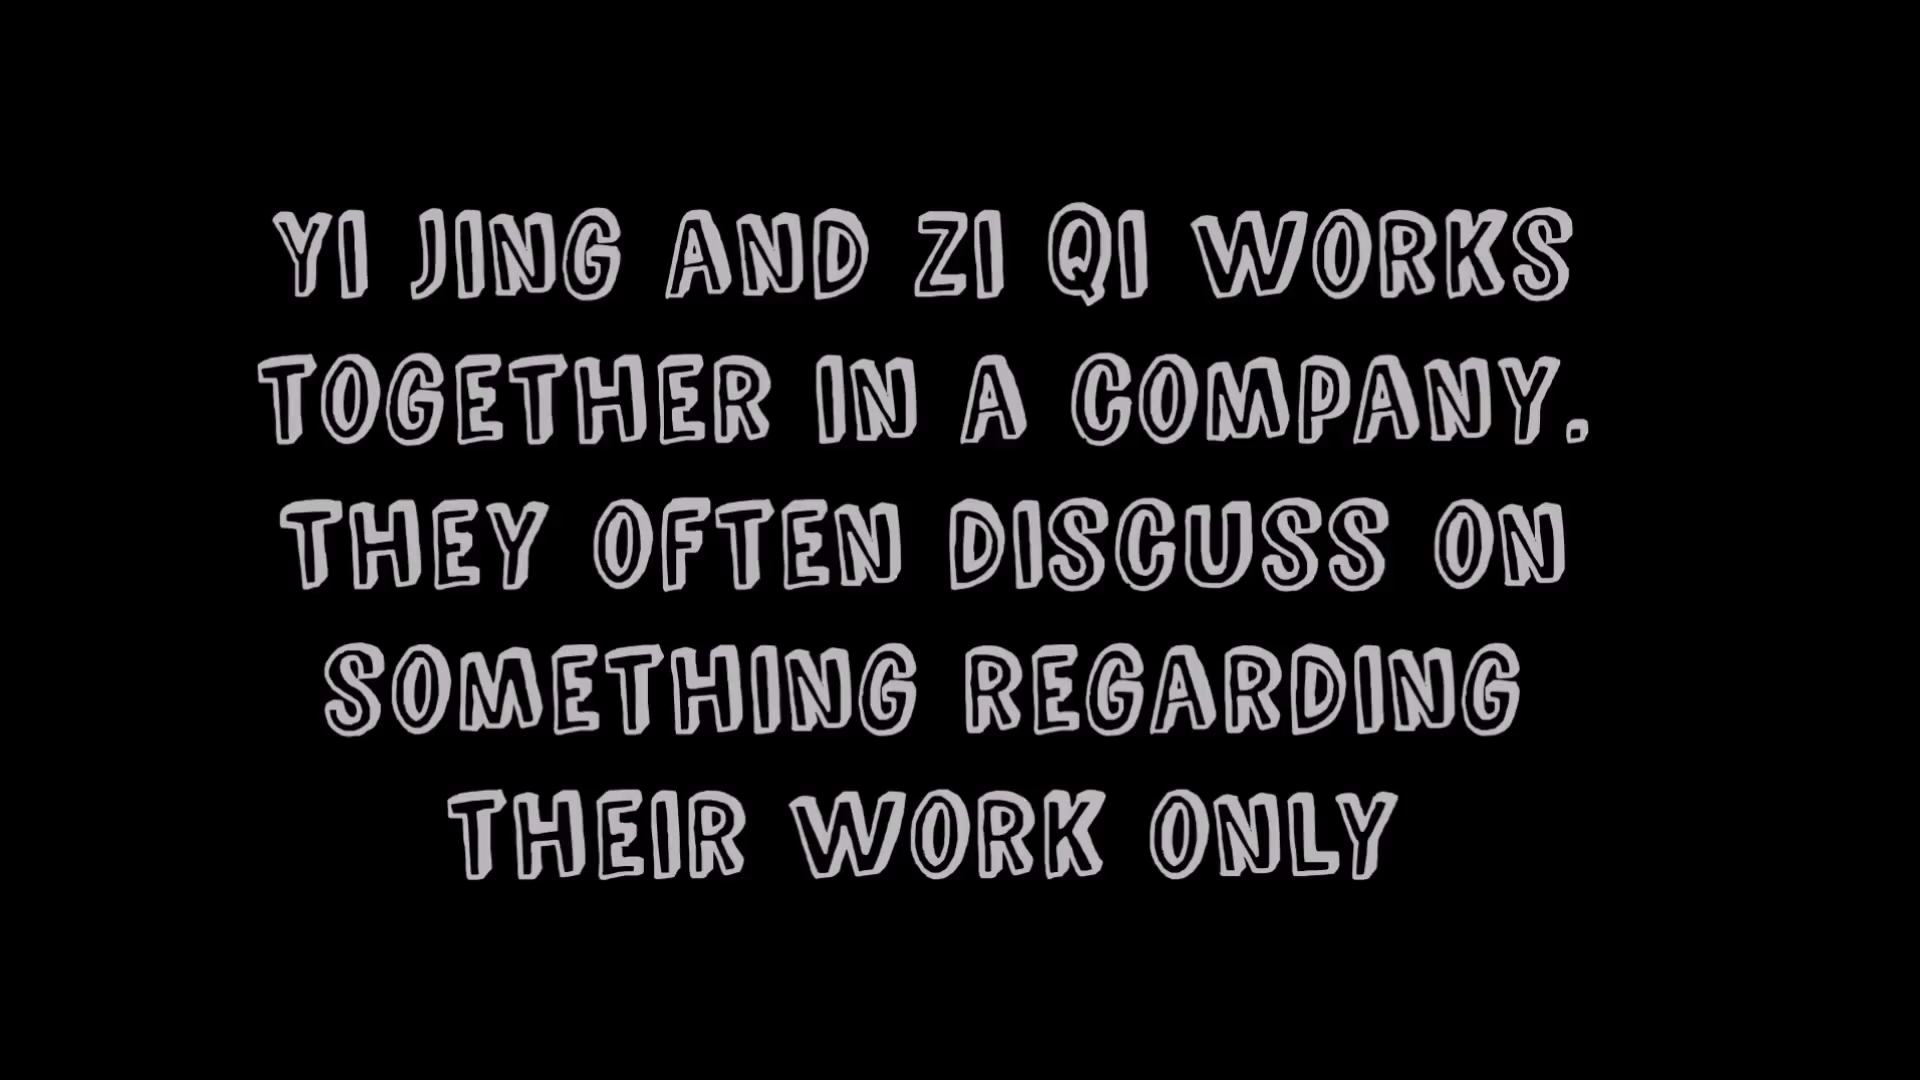 YI JING AND ZI QI WORKS
TOGETHER IN A COMPANY.
THEY OFTEN DISCUSS ON
SOMETHING REGARDING
THEIR WORK ONLY